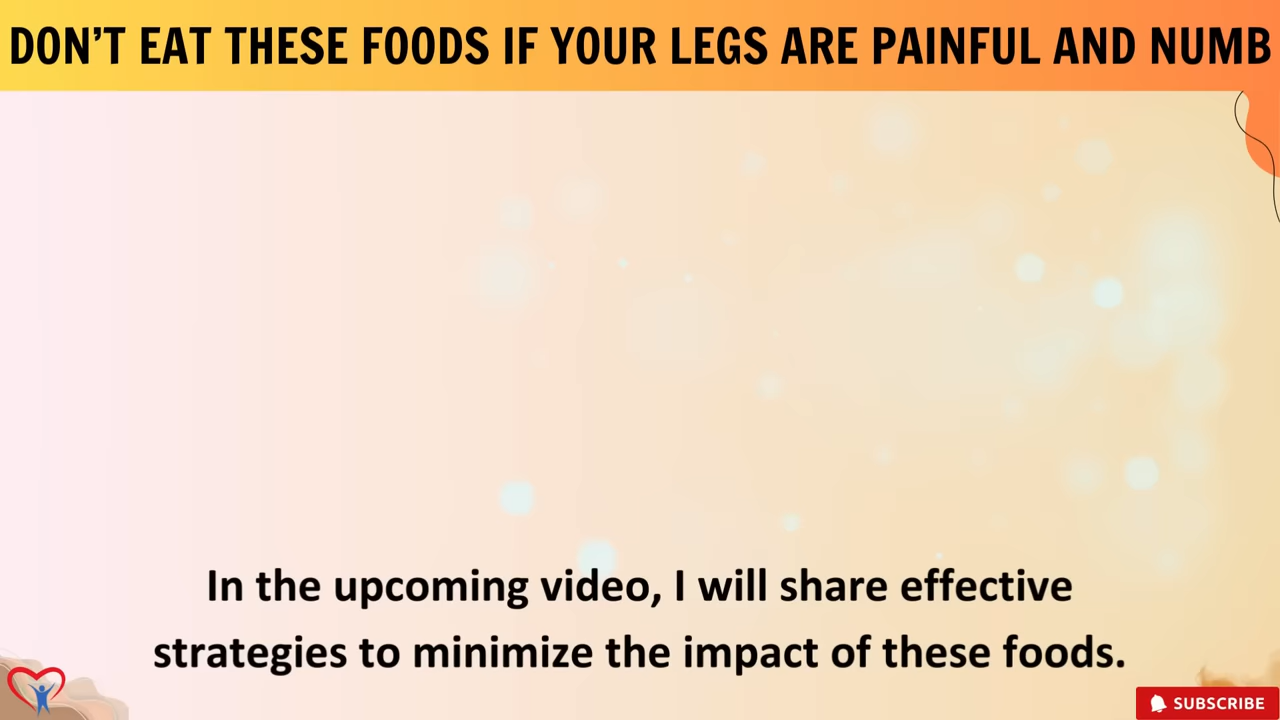 DON’T EAT THESE FOODS IF YOUR LEGS ARE PAINFUL AND NUMB
In the upcoming video, I will share effective
strategies to minimize the impact of these foods.
SUBSCRIBE